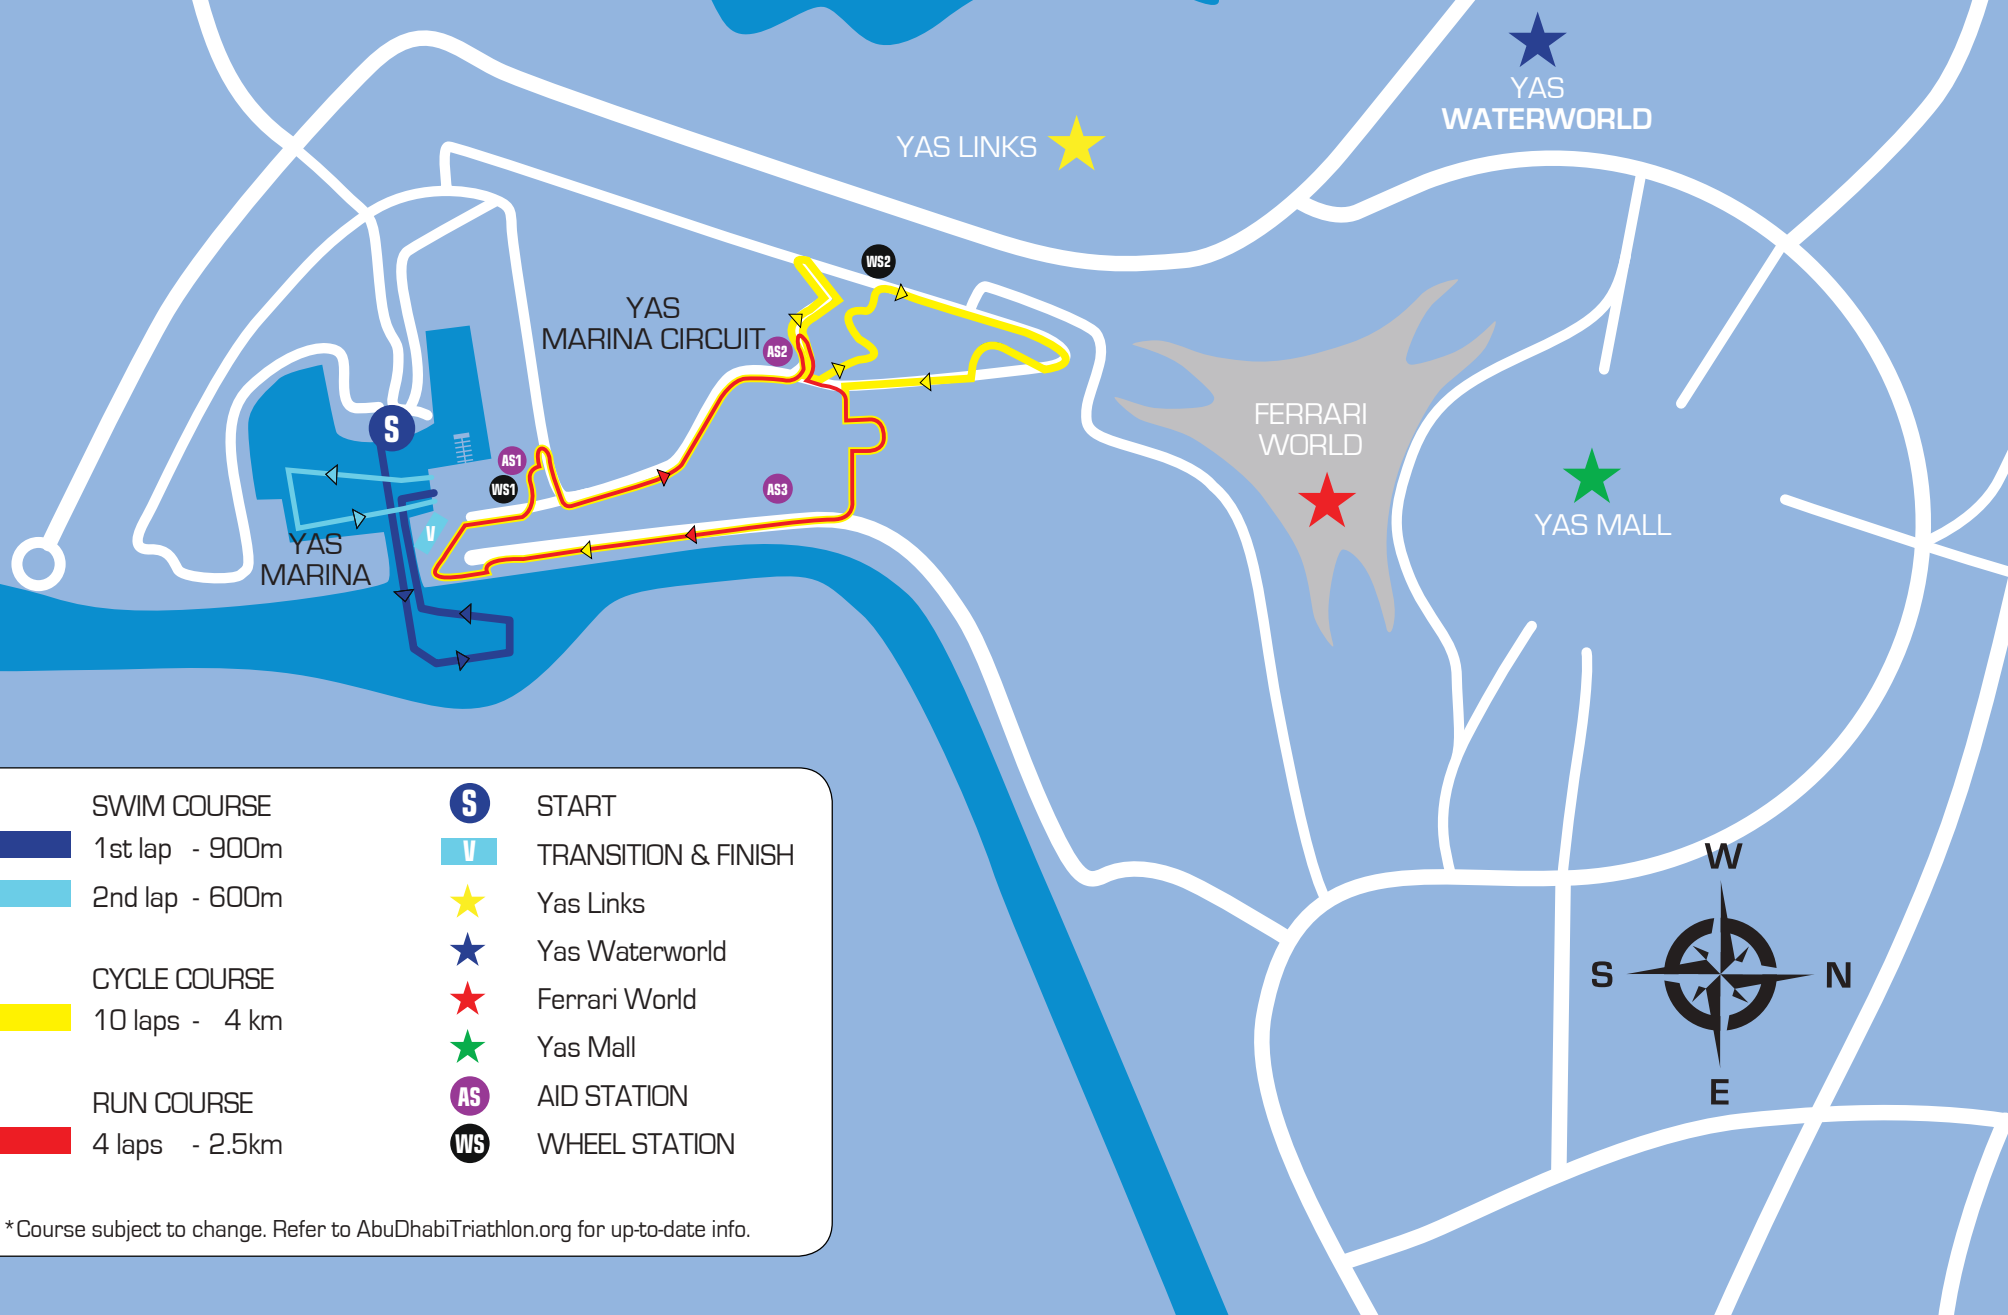 YAS
WATERWORLD
YAS LINKS
WS2
YAS
MARINA CIRCUIT
AS2
FERRARI
WORLD
S
AS1
WS1
AS3
YAS MALL
V
YAS
MARINA
SWIM COURSE
1st lap - 900m
2nd lap - 600m
CYCLE COURSE
10 laps - 4 km
RUN COURSE
4 laps - 2.5km
S START
V TRANSITION & FINISH
Yas Links
Yas Waterworld
Ferrari World
Yas Mall
AS AID STATION
WS WHEEL STATION
*Course subject to change. Refer to AbuDhabiTriathlon.org for up-to-date info.
W
S
N
E